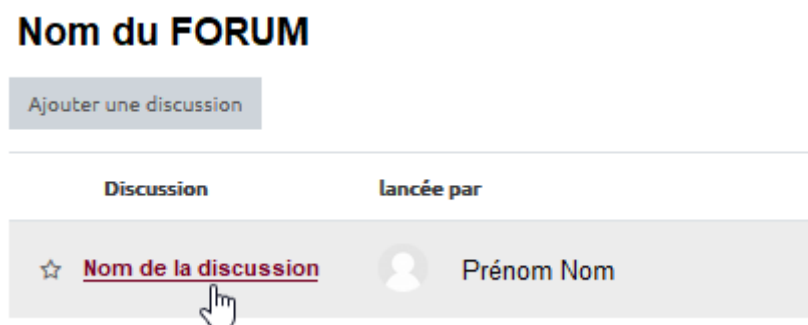 Nom du FORUM
Ajouter une discussion
Discussion lancée par
Nom de la discussion Prénom Nom